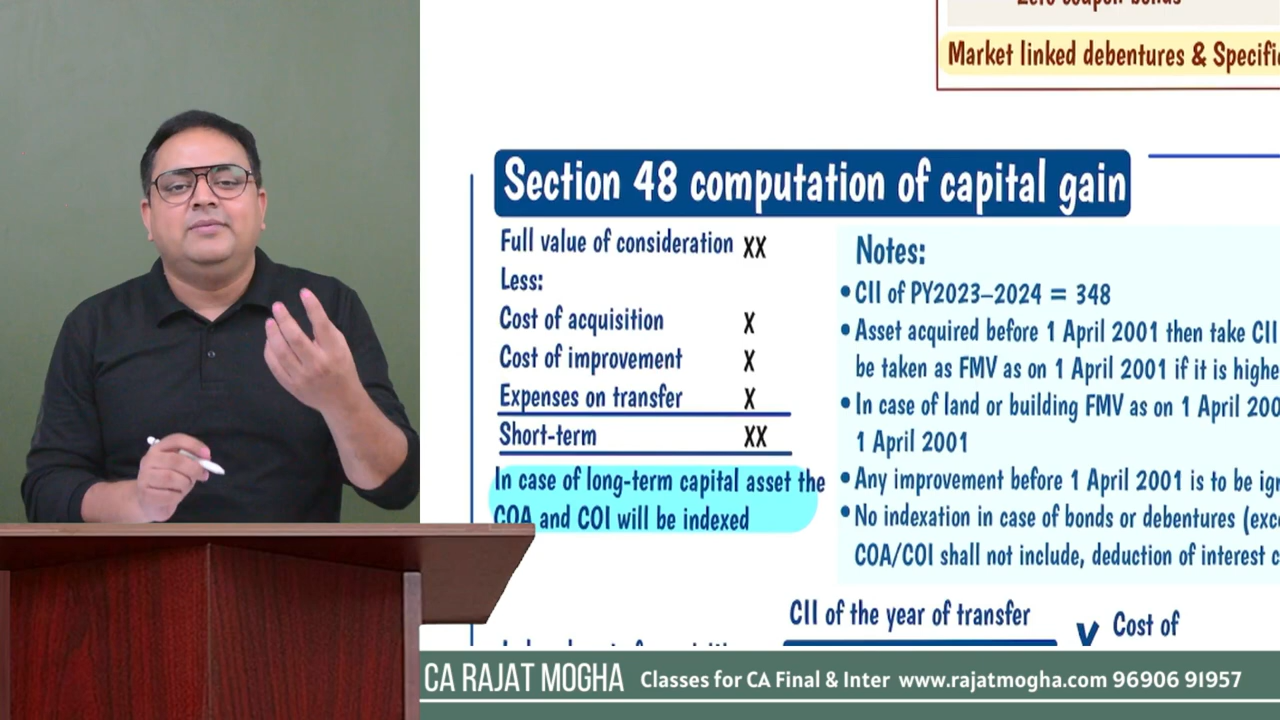 Zero coupon bonds
Market linked debentures &
Section 48 computation of capital gain
Full value of consideration XX
Less:
Cost of acquisition X
Cost of improvement X
Expenses on transfer X
Short-term XX
In case of long-term capital asset the
COA and COI will be indexed
Notes:
•CII of PY2023–2024 = 348
•Asset acquired before 1 April 2001 then take CII
be taken as FMV as on 1 April 2001 if it is
•In case of land or building FMV as on 1 April
1 April 2001
•Any improvement before 1 April 2001 is to be
•No indexation in case of bonds or debentures
COA/COI shall not include, deduction of interest
CII of the year of transfer
Cost of
CA RAJAT MOGHA Classes for CA Final & Inter www.rajatmogha.com 96906 91957